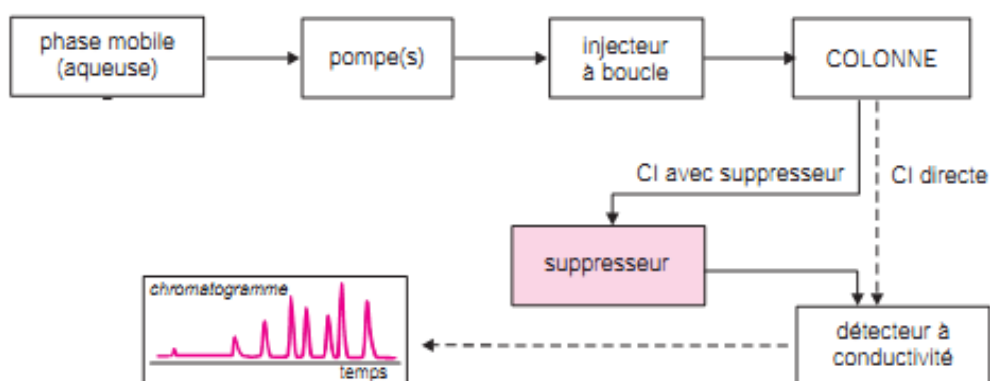 phase mobile
(aqueuse)
pompe(s)
injecteur
à boucle
COLONNE
CI avec suppresseur
CI directe
suppresseur
chromatogramme
temps
détecteur à
conductivité